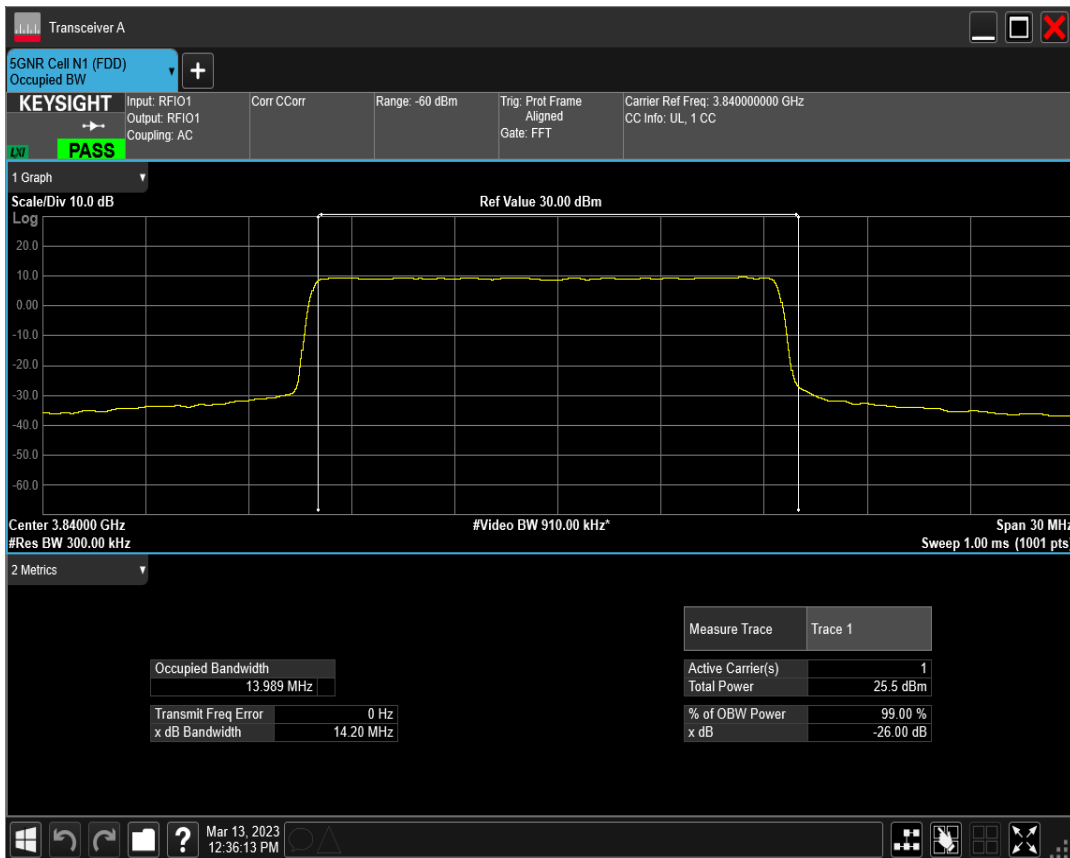 Transceiver A
5GNR Cell N1 (FDD)
Occupied BW
+
KEYSIGHT
LXI
PASS
Input: RFIO1
Output: RFIO1
Coupling: AC
Corr CCorr
Range: -60 dBm
Trig: Prot Frame
Aligned
Gate: FFT
Carrier Ref Freq: 3.840000000 GHz
CC Info: UL, 1 CC
1 Graph
Scale/Div 10.0 dB
Ref Value 30.00 dBm
Log
20.0
10.0
0.00
-10.0
-20.0
-30.0
-40.0
-50.0
-60.0
Center 3.84000 GHz
#Video BW 910.00 kHz*
Span 30 MHz
#Res BW 300.00 kHz
Sweep 1.00 ms (1001 pts)
2 Metrics
Measure Trace Trace 1
Occupied Bandwidth
13.989 MHz
Active Carrier(s) 1
Total Power 25.5 dBm
Transmit Freq Error 0 Hz
x dB Bandwidth 14.20 MHz
% of OBW Power 99.00 %
x dB -26.00 dB
?
Mar 13, 2023
12:36:13 PM